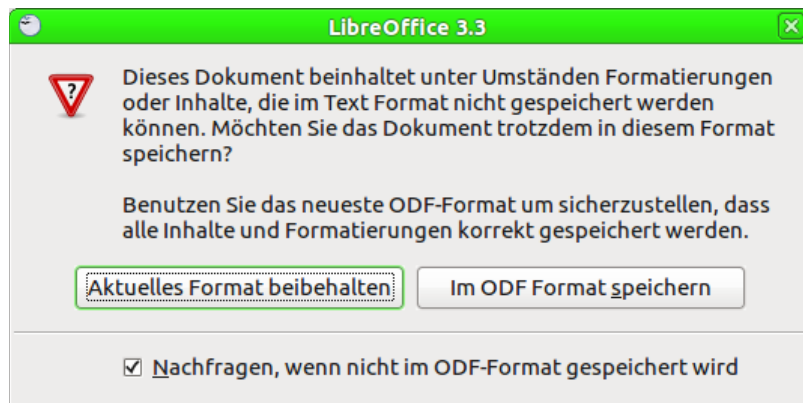 LibreOffice 3.3
Dieses Dokument beinhaltet unter Umständen Formatierungen
oder Inhalte, die im Text Format nicht gespeichert werden
können. Möchten Sie das Dokument trotzdem in diesem Format
speichern?
Benutzen Sie das neueste ODF-Format um sicherzustellen, dass
alle Inhalte und Formatierungen korrekt gespeichert werden.
Aktuelles Format beibehalten
Im ODF Format speichern
Nachfragen, wenn nicht im ODF-Format gespeichert wird